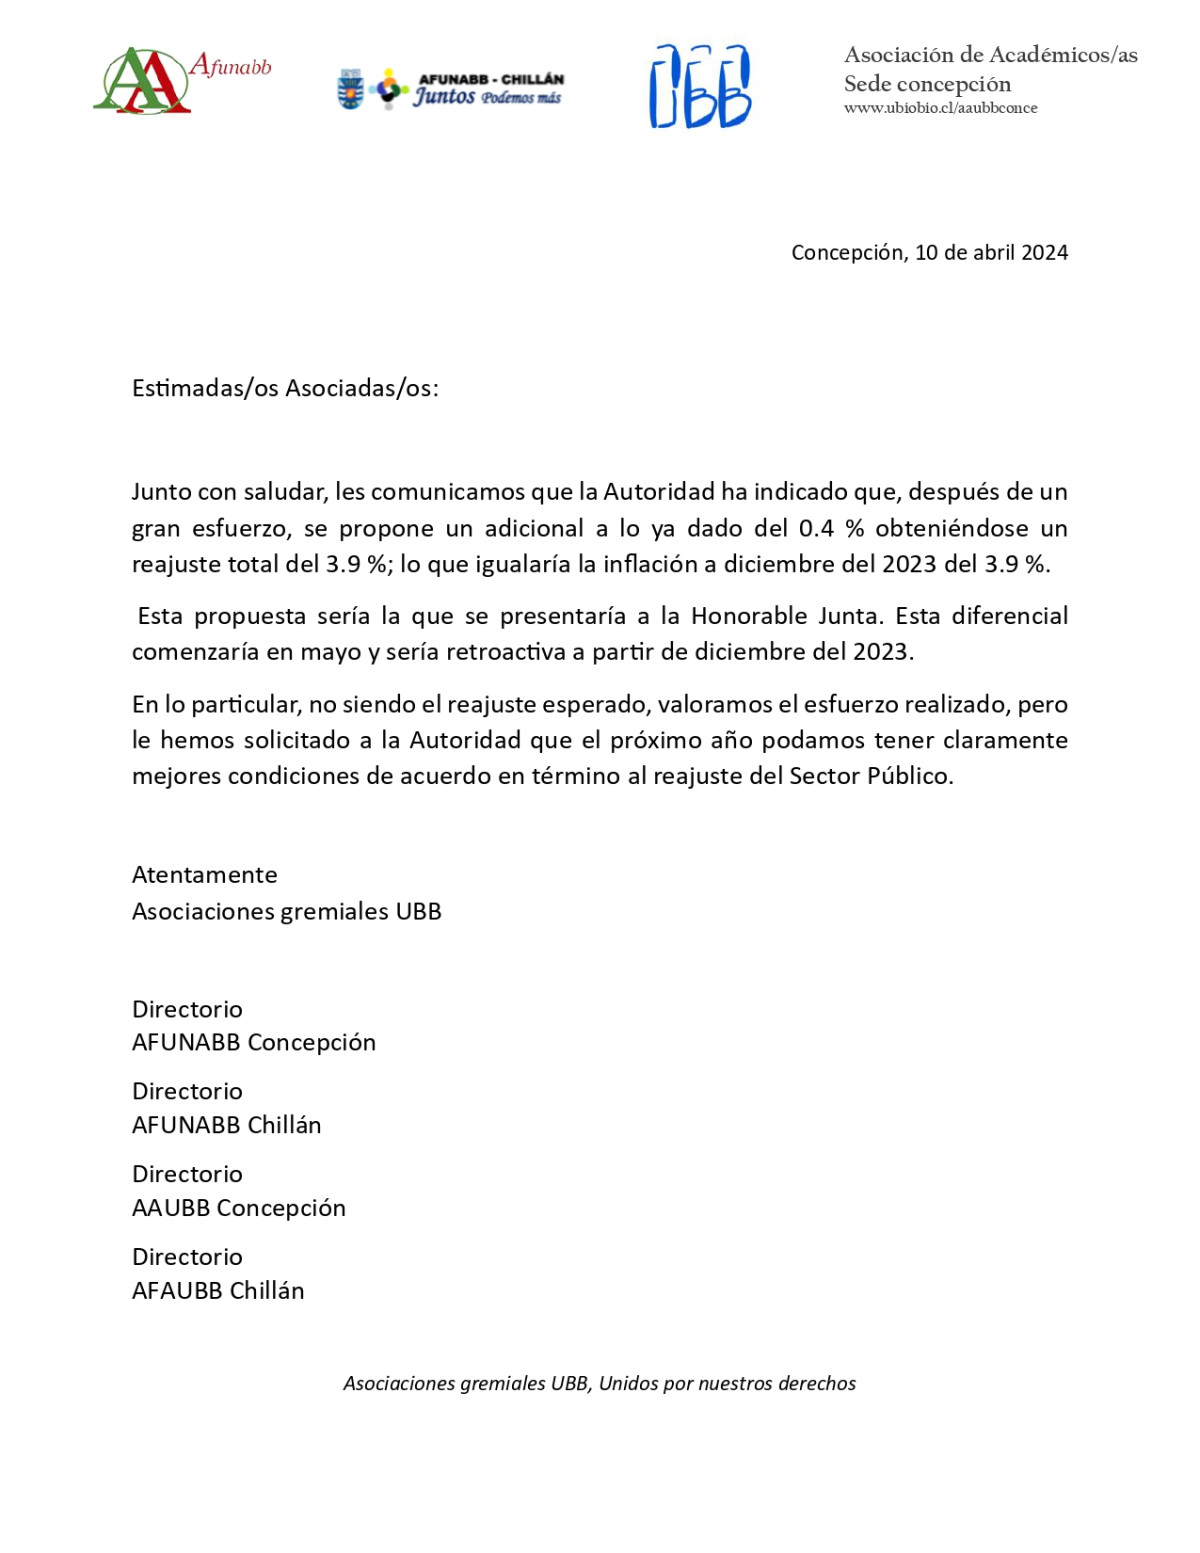 Afunabb
AFUNABB - CHILLÁN
Juntos Podemos más
UBB
Asociación de Académicos/as
Sede concepción
www.ubiobio.cl/aaubbconce
Concepción, 10 de abril 2024
Estimadas/os Asociadas/os:
Junto con saludar, les comunicamos que la Autoridad ha indicado que, después de un
gran esfuerzo, se propone un adicional a lo ya dado del 0.4 % obteniéndose un
reajuste total del 3.9 %; lo que igualaría la inflación a diciembre del 2023 del 3.9 %.
Esta propuesta sería la que se presentaría a la Honorable Junta. Esta diferencial
comenzaría en mayo y sería retroactiva a partir de diciembre del 2023.
En lo particular, no siendo el reajuste esperado, valoramos el esfuerzo realizado, pero
le hemos solicitado a la Autoridad que el próximo año podamos tener claramente
mejores condiciones de acuerdo en término al reajuste del Sector Público.
Atentamente
Asociaciones gremiales UBB
Directorio
AFUNABB Concepción
Directorio
AFUNABB Chillán
Directorio
AAUBB Concepción
Directorio
AFAUBB Chillán
Asociaciones gremiales UBB, Unidos por nuestros derechos